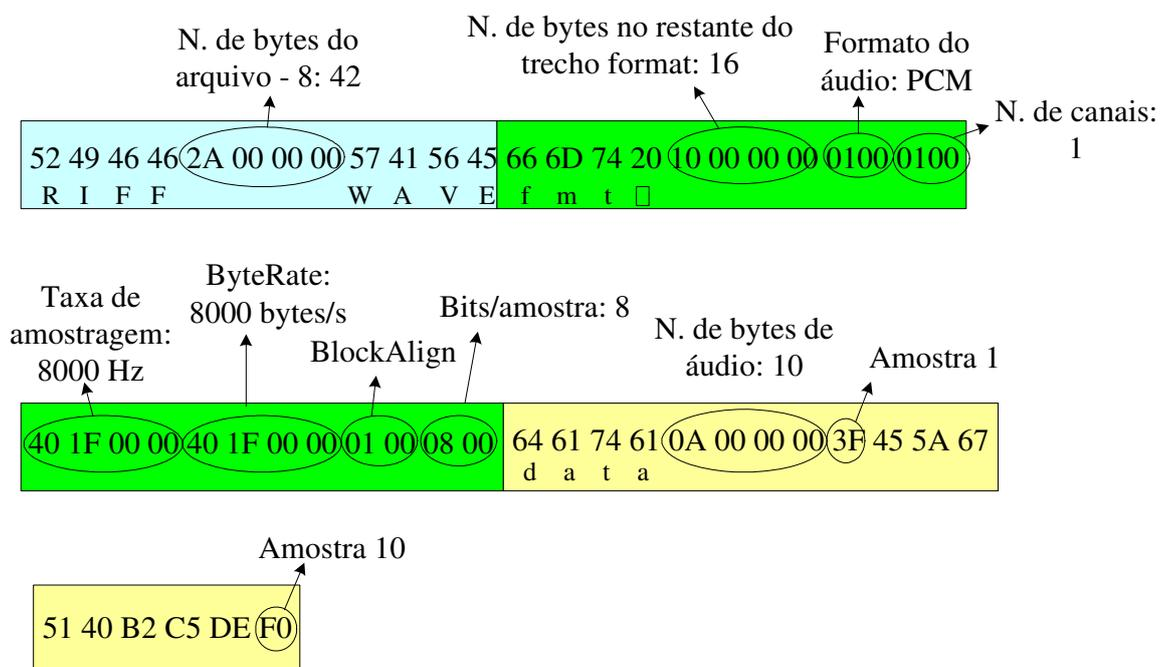 N. de bytes do
arquivo - 8: 42
N. de bytes no restante do
trecho format: 16
Formato do
áudio: PCM
N. de canais:
1
52 49 46 46 2A 00 00 00 57 41 56 45 66 6D 74 20 10 00 00 00 0100 0100
R I F F W A V E f m t □
Taxa de
amostragem:
8000 Hz
ByteRate:
8000 bytes/s
BlockAlign
Bits/amostra: 8
N. de bytes de
áudio: 10
Amostra 1
40 1F 00 00 40 1F 00 00 01 00 08 00 64 61 74 61 0A 00 00 00 3F 45 5A 67
d a t a
Amostra 10
51 40 B2 C5 DE F0